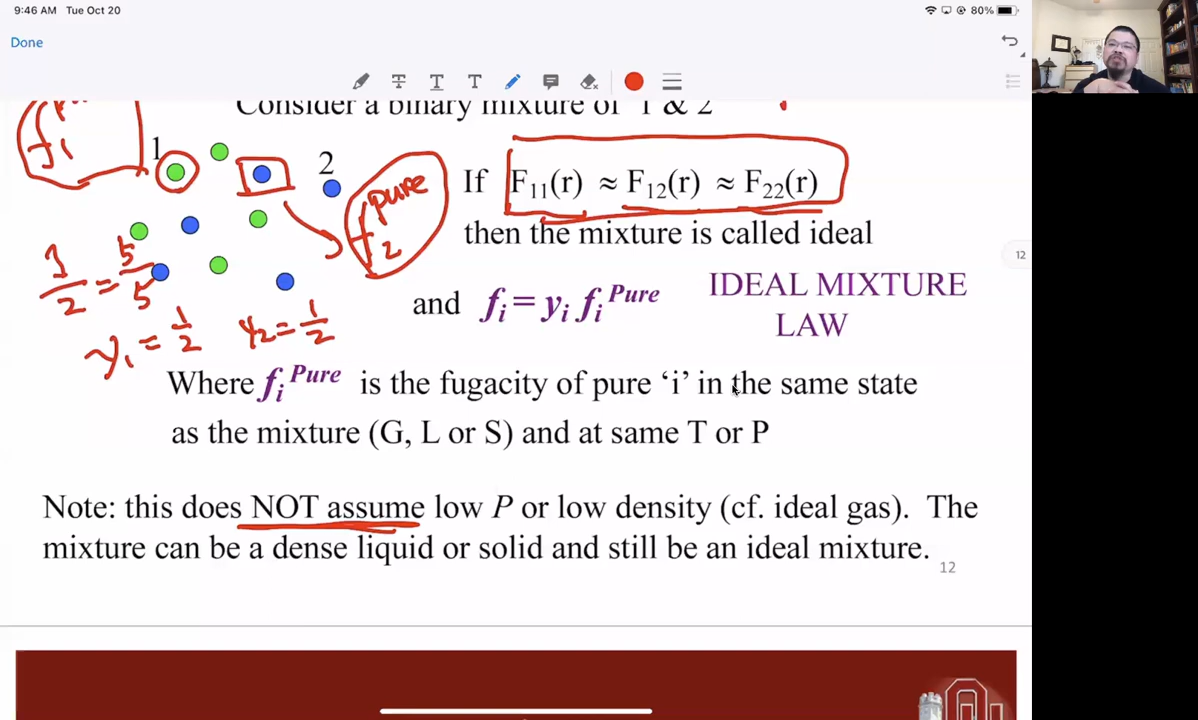 9:46 AM Tue Oct 20
80%
Done
T T
Consider a binary mixture of 1 & 2
f1
1
2
pure
f2
If F11(r) ≈ F12(r) ≈ F22(r)
then the mixture is called ideal
1/2 = 5/5
y1 = 1/2 y2 = 1/2
and fi = yi fi Pure
IDEAL MIXTURE
LAW
12
Where fi Pure is the fugacity of pure ‘i’ in the same state
as the mixture (G, L or S) and at same T or P
Note: this does NOT assume low P or low density (cf. ideal gas). The
mixture can be a dense liquid or solid and still be an ideal mixture.
12